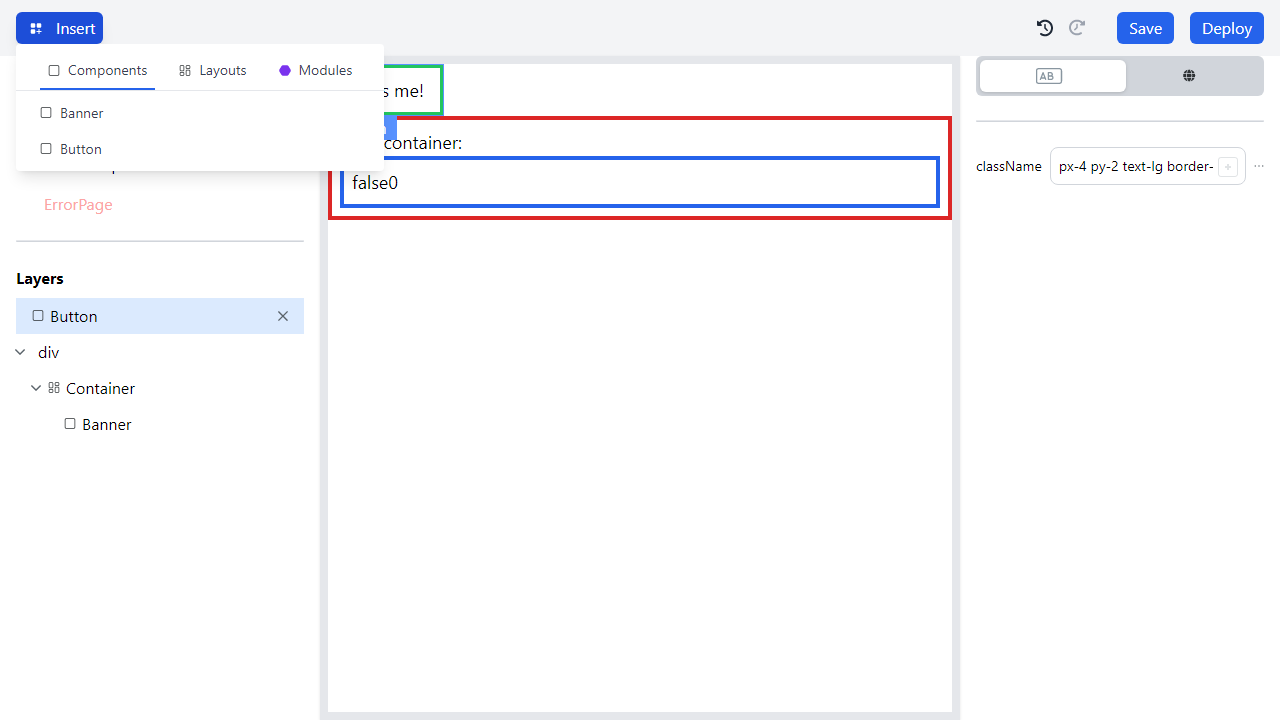 Insert
Save
Deploy
Components
Layouts
Modules
Banner
Button
ErrorPage
Layers
Button
div
Container
Banner
me!
container:
false0
AB
className
px-4 py-2 text-lg border-